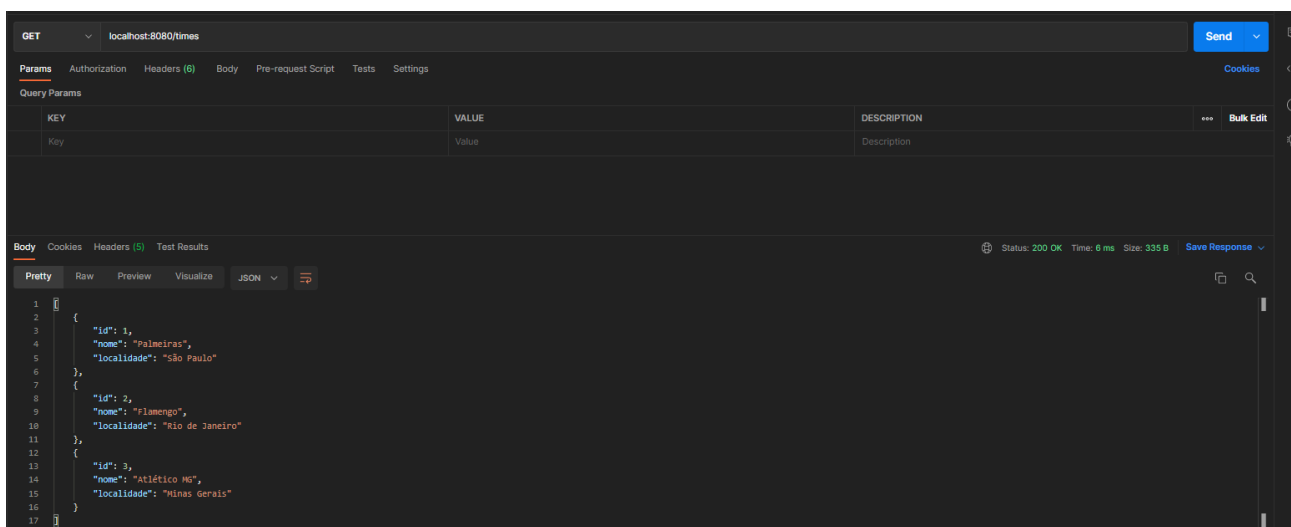 GET localhost:8080/times Send
Params Authorization Headers (6) Body Pre-request Script Tests Settings Cookies
Query Params
KEY VALUE DESCRIPTION ooo Bulk Edit
Key Value Description
Body Cookies Headers (5) Test Results Status: 200 OK Time: 6 ms Size: 335 B Save Response
Pretty Raw Preview Visualize JSON
1 [
2 {
3 "id": 1,
4 "nome": "Palmeiras",
5 "localidade": "São Paulo"
6 },
7 {
8 "id": 2,
9 "nome": "Flamengo",
10 "localidade": "Rio de Janeiro"
11 },
12 {
13 "id": 3,
14 "nome": "Atlético MG",
15 "localidade": "Minas Gerais"
16 }
17 ]